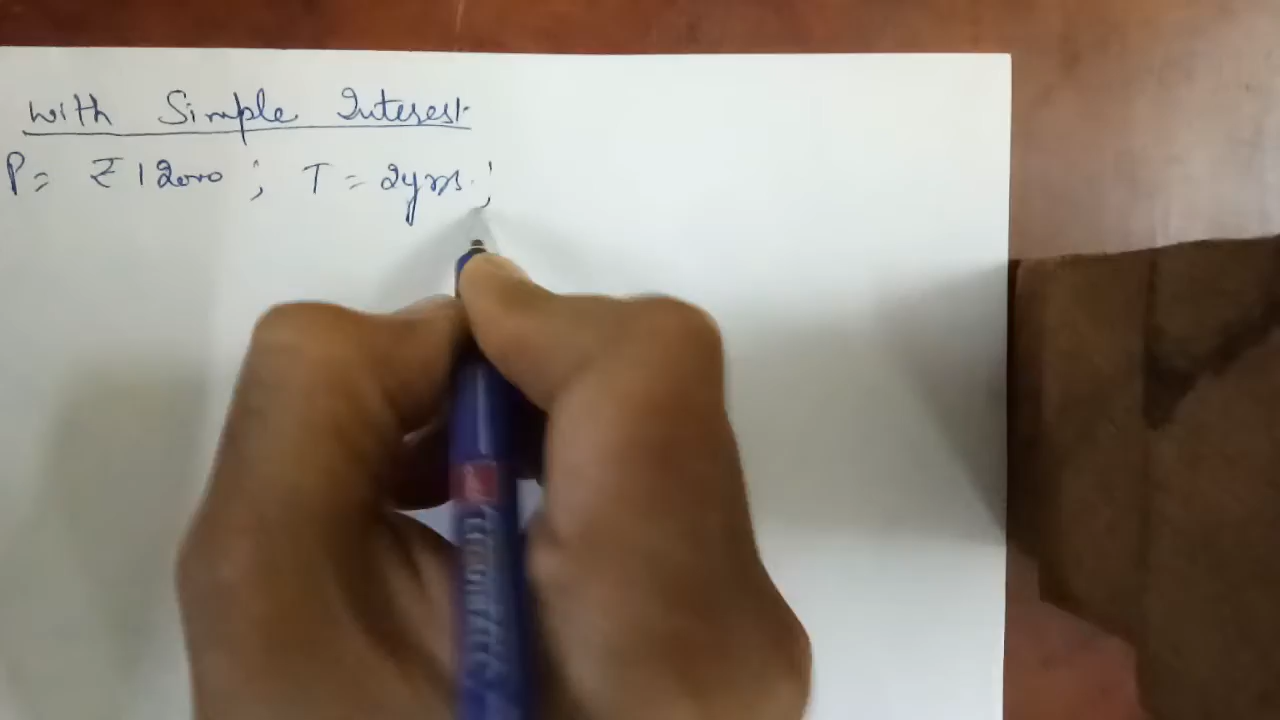 with Simple Interest.
P = ₹ 12000 ; T = 2yrs. ;